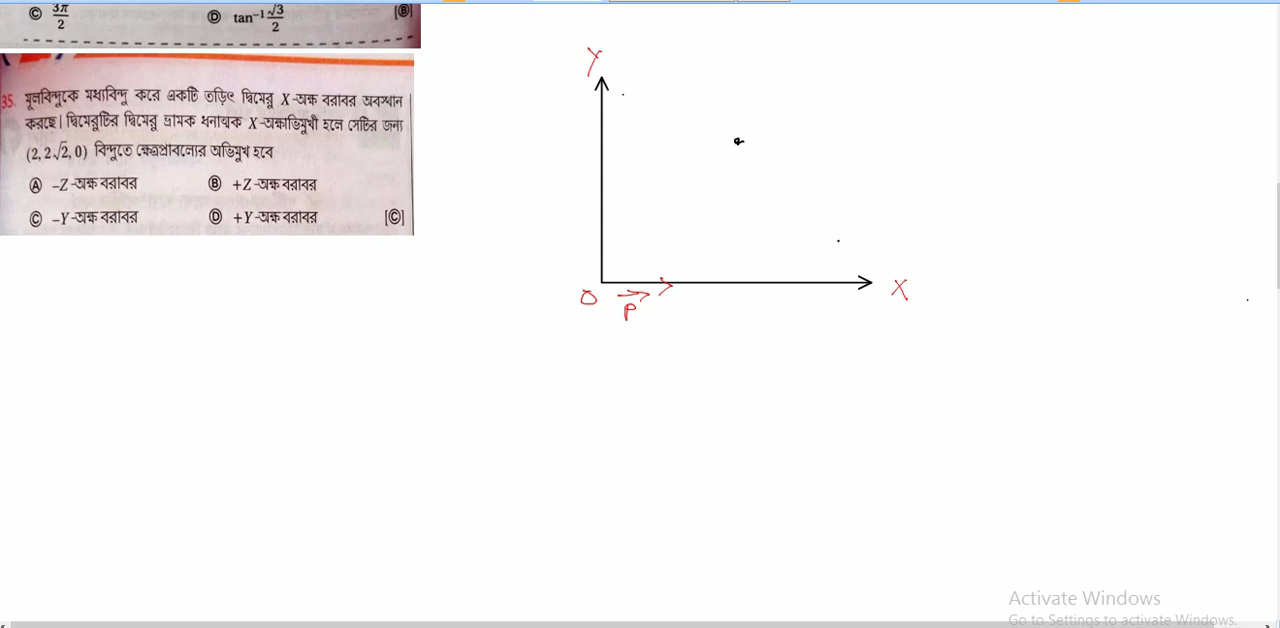 Ⓒ 3π/2 Ⓓ tan⁻¹ √3/2 [Ⓑ]
35. মূলবিন্দুকে মধ্যবিন্দু করে একটি তড়িৎ দ্বিমেরু X-অক্ষ বরাবর অবস্থান
করছে। দ্বিমেরুটির দ্বিমেরু ভ্রামক ধনাত্মক X-অক্ষাভিমুখী হলে সেটির জন্য
(2, 2√2, 0) বিন্দুতে ক্ষেত্রপ্রাবল্যের অভিমুখ হবে
Ⓐ –Z-অক্ষ বরাবর Ⓑ +Z-অক্ষ বরাবর
Ⓒ –Y-অক্ষ বরাবর Ⓓ +Y-অক্ষ বরাবর [Ⓒ]
Y
O
P
X
Activate Windows
Go to Settings to activate Windows.